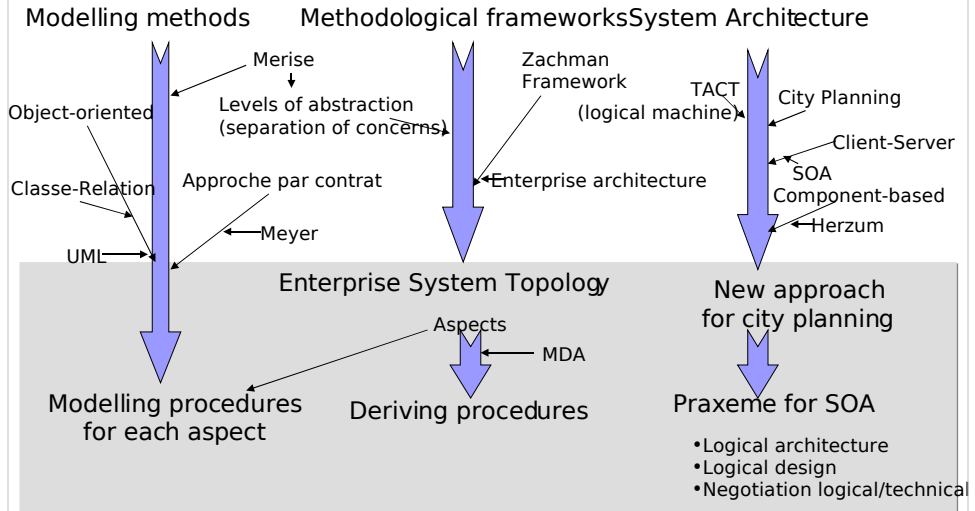 Modelling methods
Methodological frameworks
System Architecture
Merise
Levels of abstraction
(separation of concerns)
Object-oriented
Classe-Relation
Approche par contrat
Meyer
UML
Zachman
Framework
Enterprise architecture
TACT
(logical machine)
City Planning
Client-Server
SOA
Component-based
Herzum
Enterprise System Topology
New approach
for city planning
Aspects
MDA
Modelling procedures
for each aspect
Deriving procedures
Praxeme for SOA
•Logical architecture
•Logical design
•Negotiation logical/technical